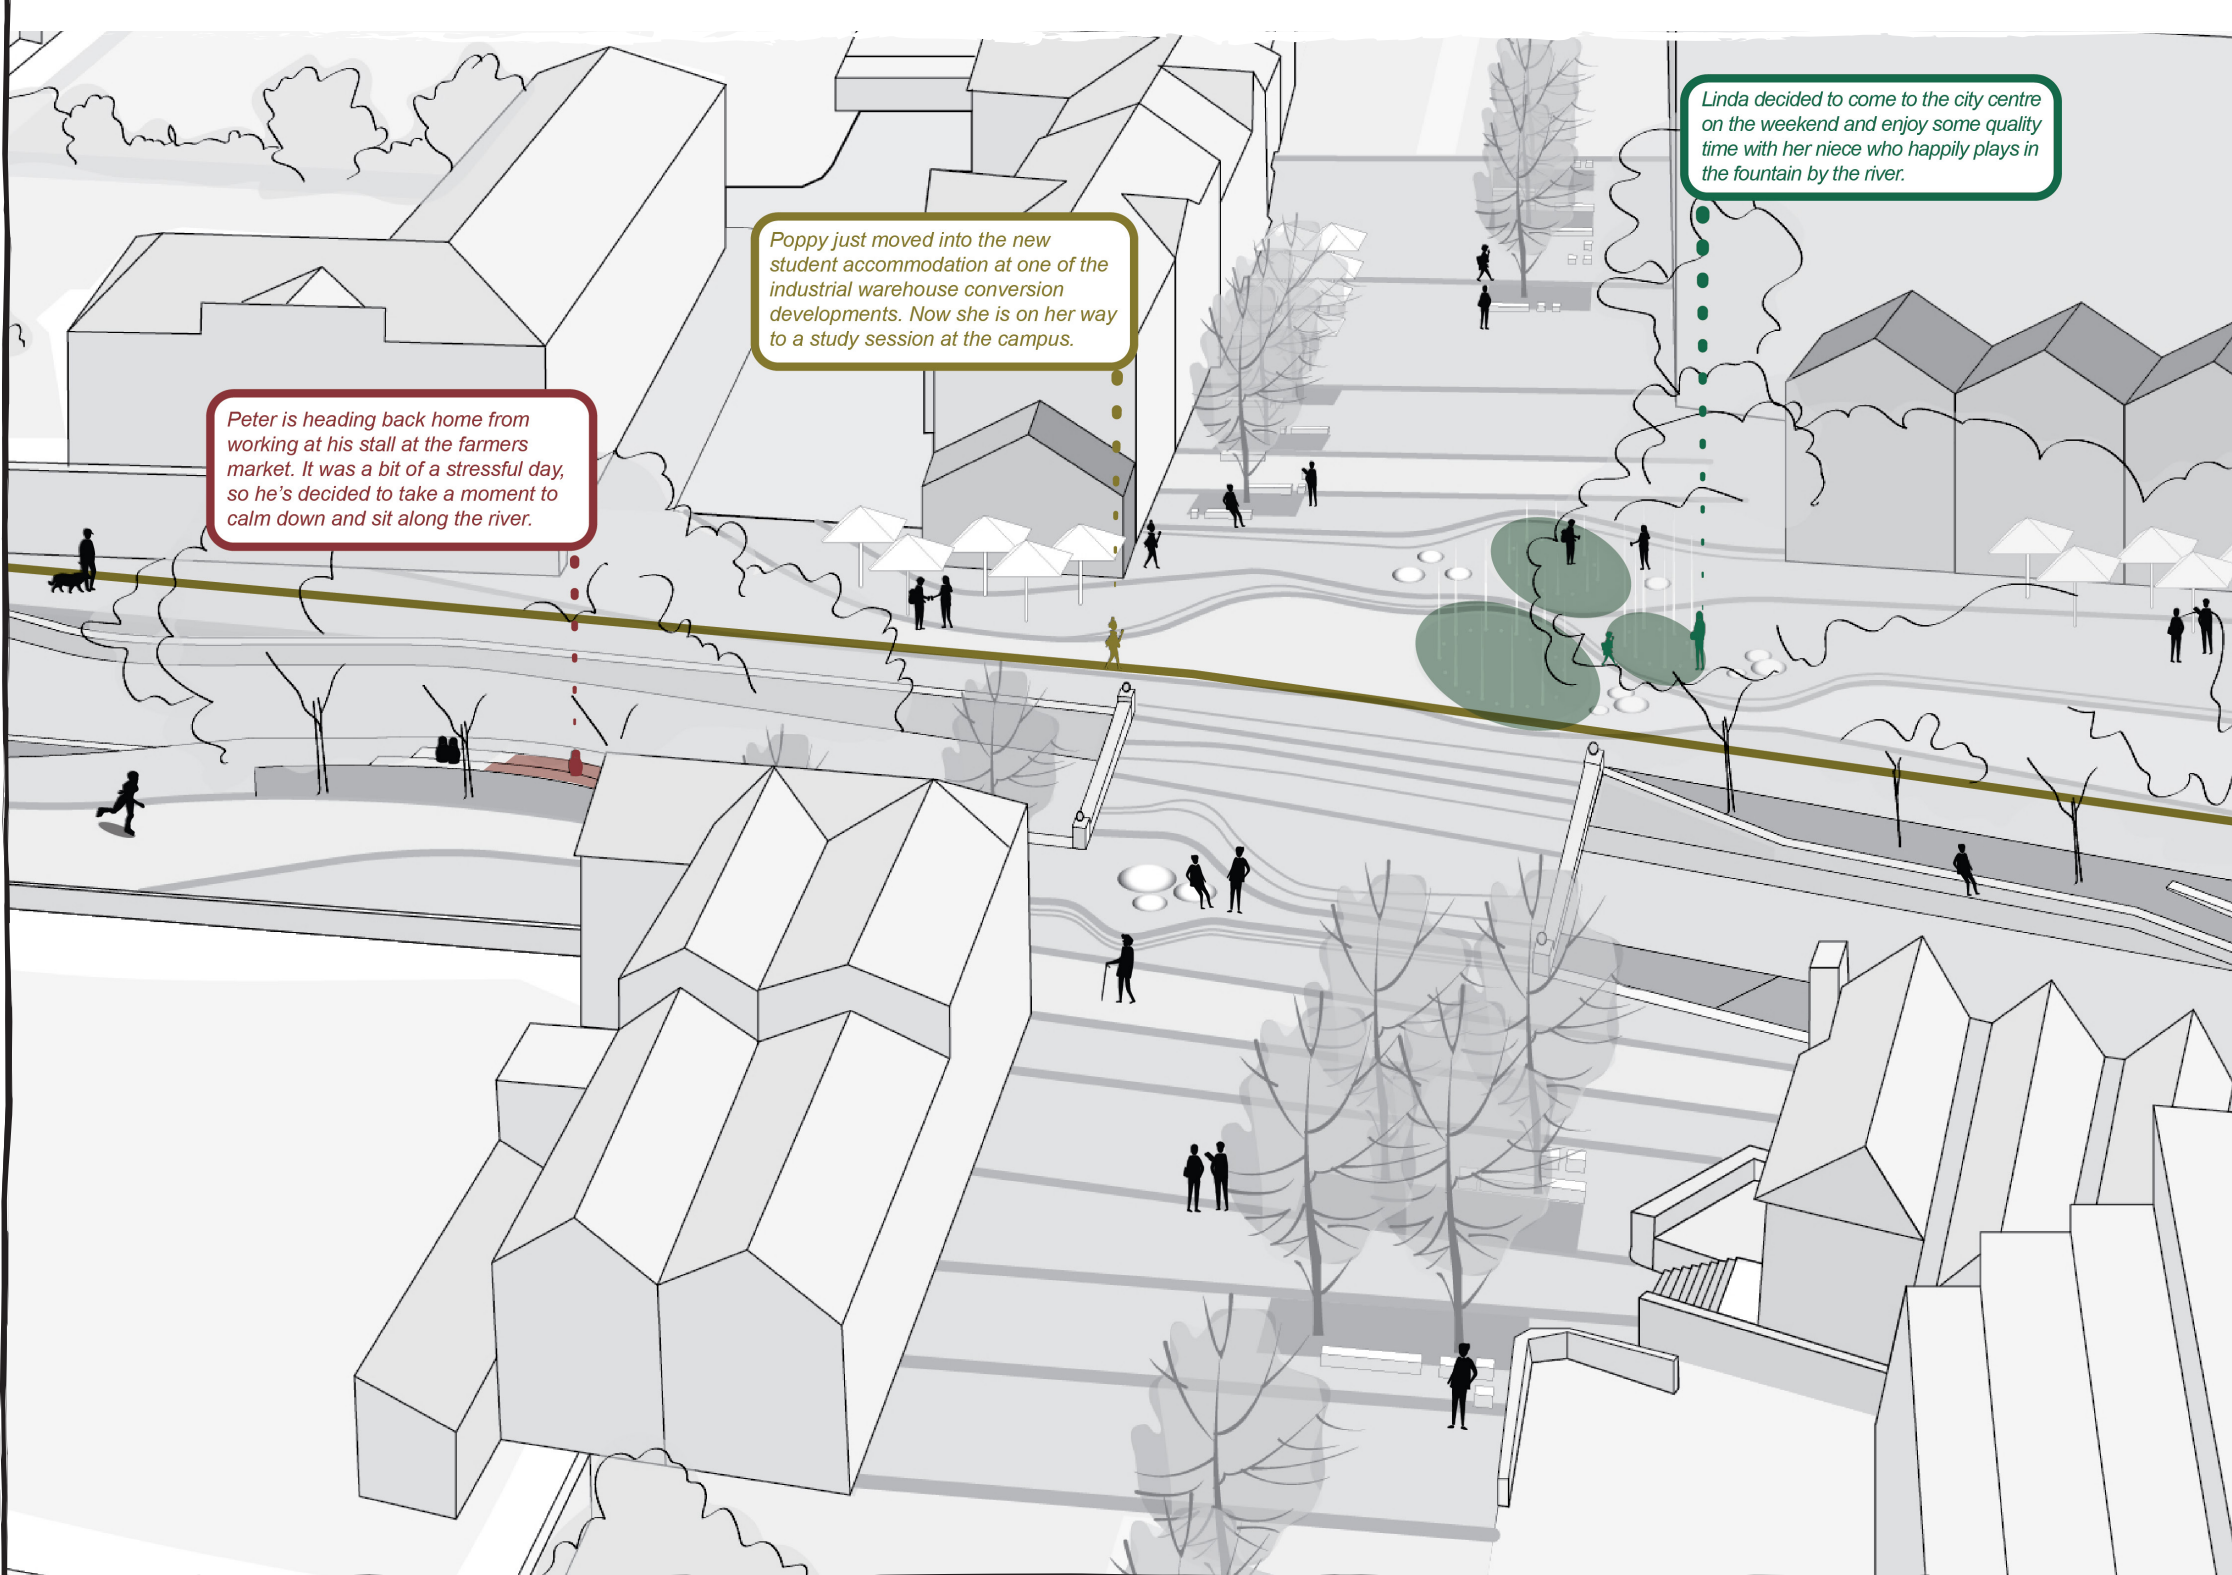 Linda decided to come to the city centre
on the weekend and enjoy some quality
time with her niece who happily plays in
the fountain by the river.
Poppy just moved into the new
student accommodation at one of the
industrial warehouse conversion
developments. Now she is on her way
to a study session at the campus.
Peter is heading back home from
working at his stall at the farmers
market. It was a bit of a stressful day,
so he's decided to take a moment to
calm down and sit along the river.